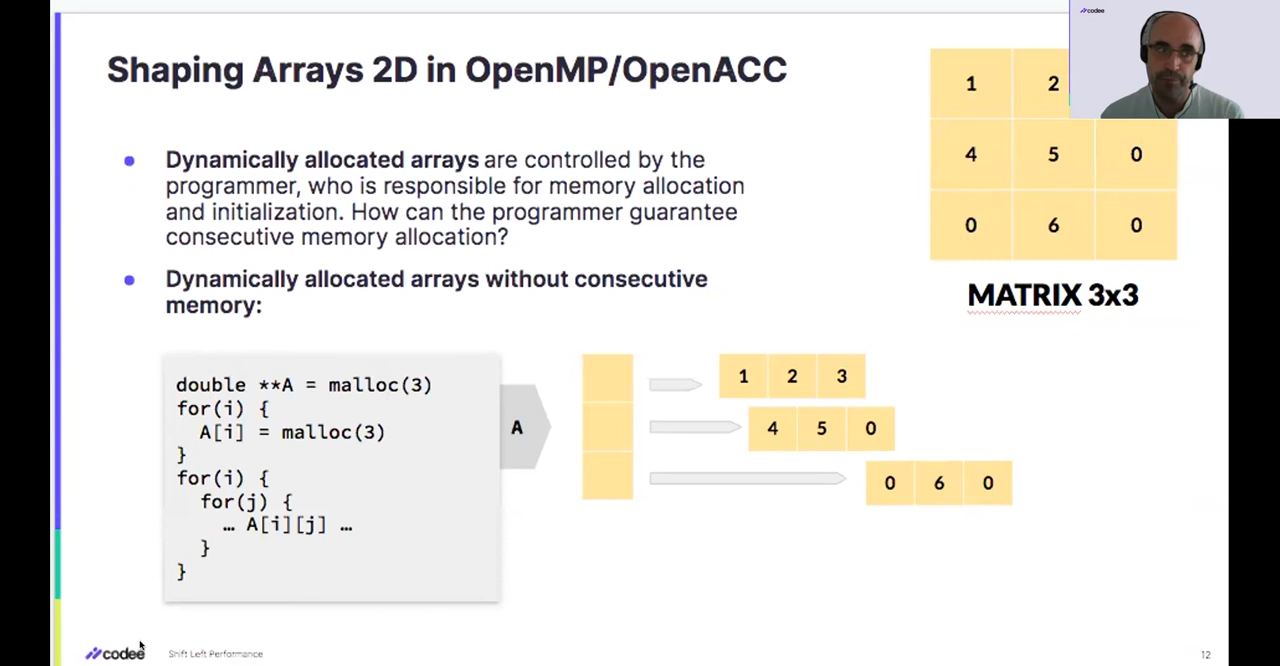 codee
Shaping Arrays 2D in OpenMP/OpenACC
1 2
4 5 0
0 6 0
MATRIX 3x3
• Dynamically allocated arrays are controlled by the
programmer, who is responsible for memory allocation
and initialization. How can the programmer guarantee
consecutive memory allocation?
• Dynamically allocated arrays without consecutive
memory:
double **A = malloc(3)
for(i) {
A[i] = malloc(3)
}
for(i) {
for(j) {
… A[i][j] …
}
}
A
1 2 3
4 5 0
0 6 0
codee
Shift Left Performance
12